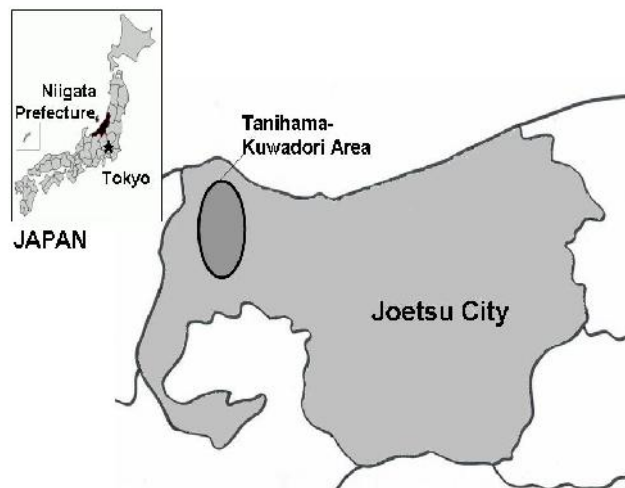 Niigata
Prefecture
Tokyo
JAPAN
Tanihama-
Kuwadori Area
Joetsu City